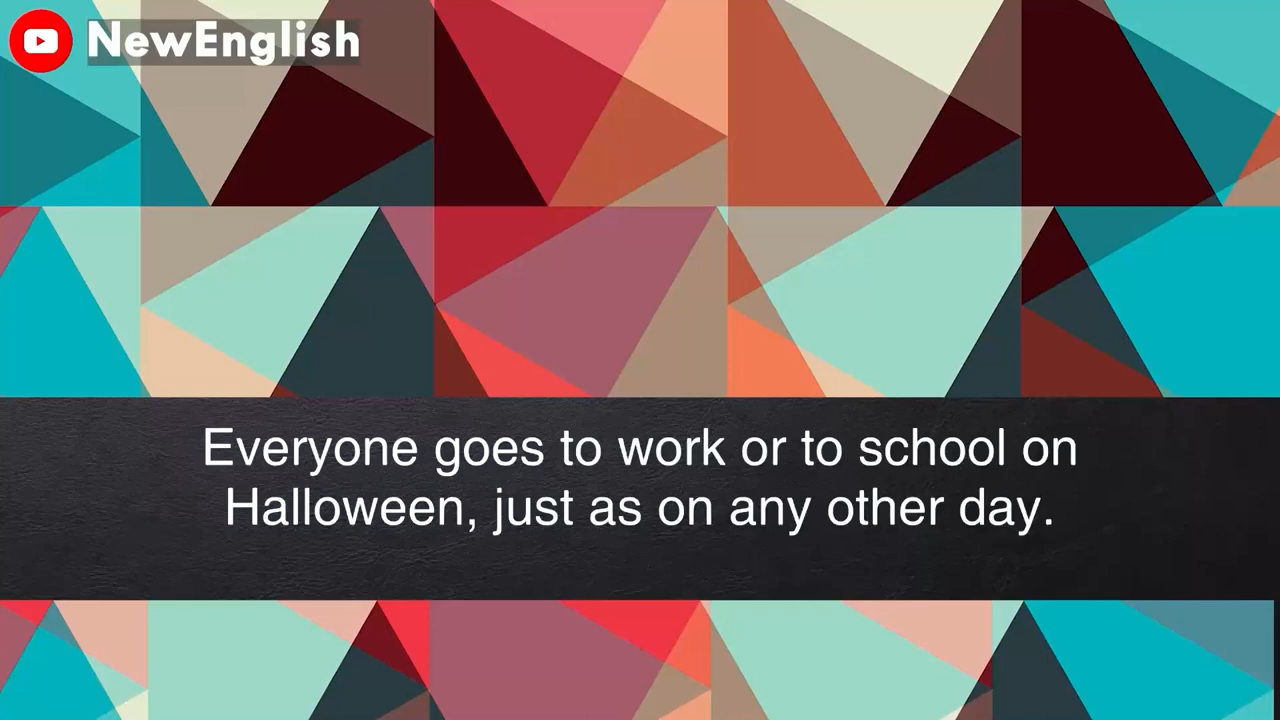 NewEnglish
Everyone goes to work or to school on
Halloween, just as on any other day.